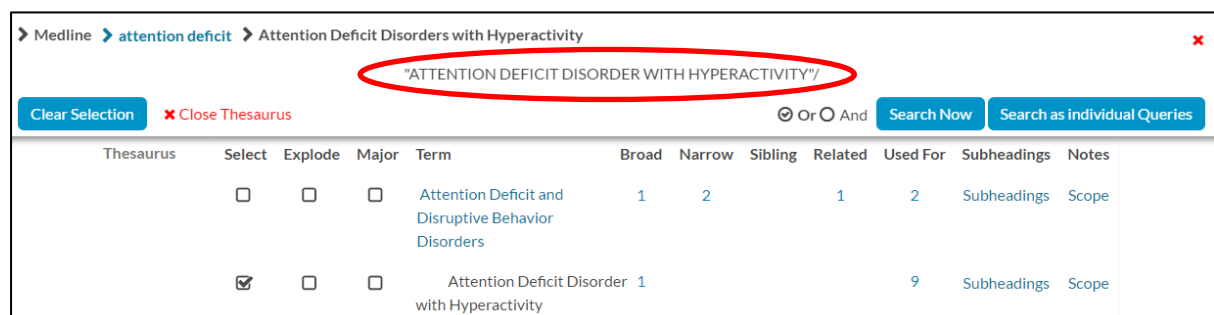 Medline attention deficit Attention Deficit Disorders with Hyperactivity
"ATTENTION DEFICIT DISORDER WITH HYPERACTIVITY"/
Clear Selection Close Thesaurus Or And Search Now Search as individual Queries
Thesaurus Select Explode Major Term Broad Narrow Sibling Related Used For Subheadings Notes
Attention Deficit and 1 2 1 2 Subheadings Scope
Disruptive Behavior
Disorders
Attention Deficit Disorder 1 9 Subheadings Scope
with Hyperactivity